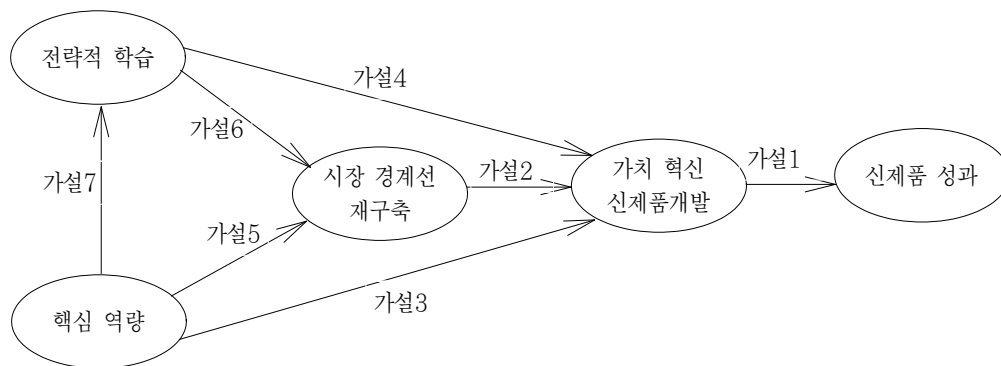 전략적 학습
가설4
가설6
가설7
시장 경계선
재구축
가설2
가치 혁신
신제품개발
가설1
신제품 성과
가설5
가설3
핵심 역량